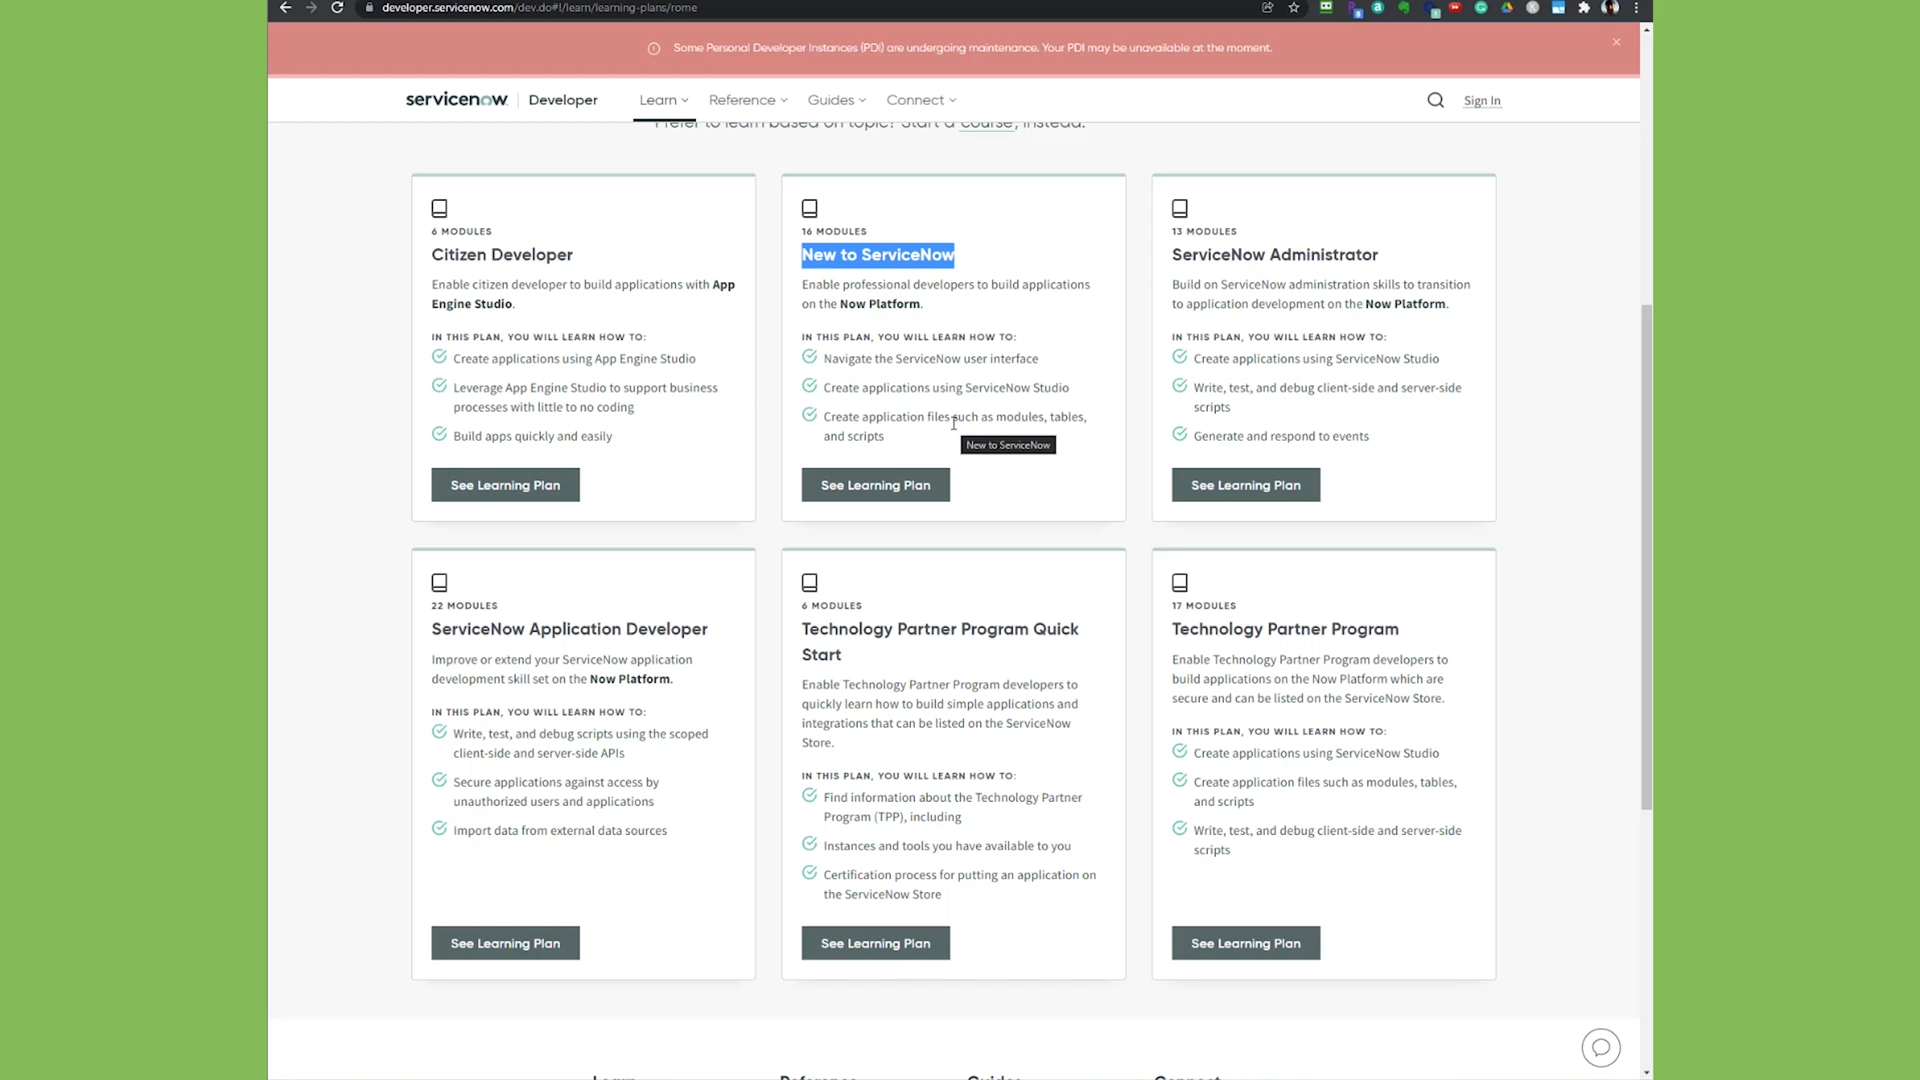 developer.servicenow.com/dev.do#!/learn/learning-plans/rome
Some Personal Developer Instances (PDI) are undergoing maintenance. Your PDI may be unavailable at the moment.
servicenow Developer Learn Reference Guides Connect Sign In
Prefer to learn based on topic? Start a course, instead.
6 MODULES
Citizen Developer
Enable citizen developer to build applications with App
Engine Studio.
IN THIS PLAN, YOU WILL LEARN HOW TO:
Create applications using App Engine Studio
Leverage App Engine Studio to support business
processes with little to no coding
Build apps quickly and easily
See Learning Plan
16 MODULES
New to ServiceNow
Enable professional developers to build applications
on the Now Platform.
IN THIS PLAN, YOU WILL LEARN HOW TO:
Navigate the ServiceNow user interface
Create applications using ServiceNow Studio
Create application files such as modules, tables,
and scripts
New to ServiceNow
See Learning Plan
13 MODULES
ServiceNow Administrator
Build on ServiceNow administration skills to transition
to application development on the Now Platform.
IN THIS PLAN, YOU WILL LEARN HOW TO:
Create applications using ServiceNow Studio
Write, test, and debug client-side and server-side
scripts
Generate and respond to events
See Learning Plan
22 MODULES
ServiceNow Application Developer
Improve or extend your ServiceNow application
development skill set on the Now Platform.
IN THIS PLAN, YOU WILL LEARN HOW TO:
Write, test, and debug scripts using the scoped
client-side and server-side APIs
Secure applications against access by
unauthorized users and applications
Import data from external data sources
See Learning Plan
6 MODULES
Technology Partner Program Quick
Start
Enable Technology Partner Program developers to
quickly learn how to build simple applications and
integrations that can be listed on the ServiceNow
Store.
IN THIS PLAN, YOU WILL LEARN HOW TO:
Find information about the Technology Partner
Program (TPP), including
Instances and tools you have available to you
Certification process for putting an application on
the ServiceNow Store
See Learning Plan
17 MODULES
Technology Partner Program
Enable Technology Partner Program developers to
build applications on the Now Platform which are
secure and can be listed on the ServiceNow Store.
IN THIS PLAN, YOU WILL LEARN HOW TO:
Create applications using ServiceNow Studio
Create application files such as modules, tables,
and scripts
Write, test, and debug client-side and server-side
scripts
See Learning Plan
Learn Reference Guides Connect